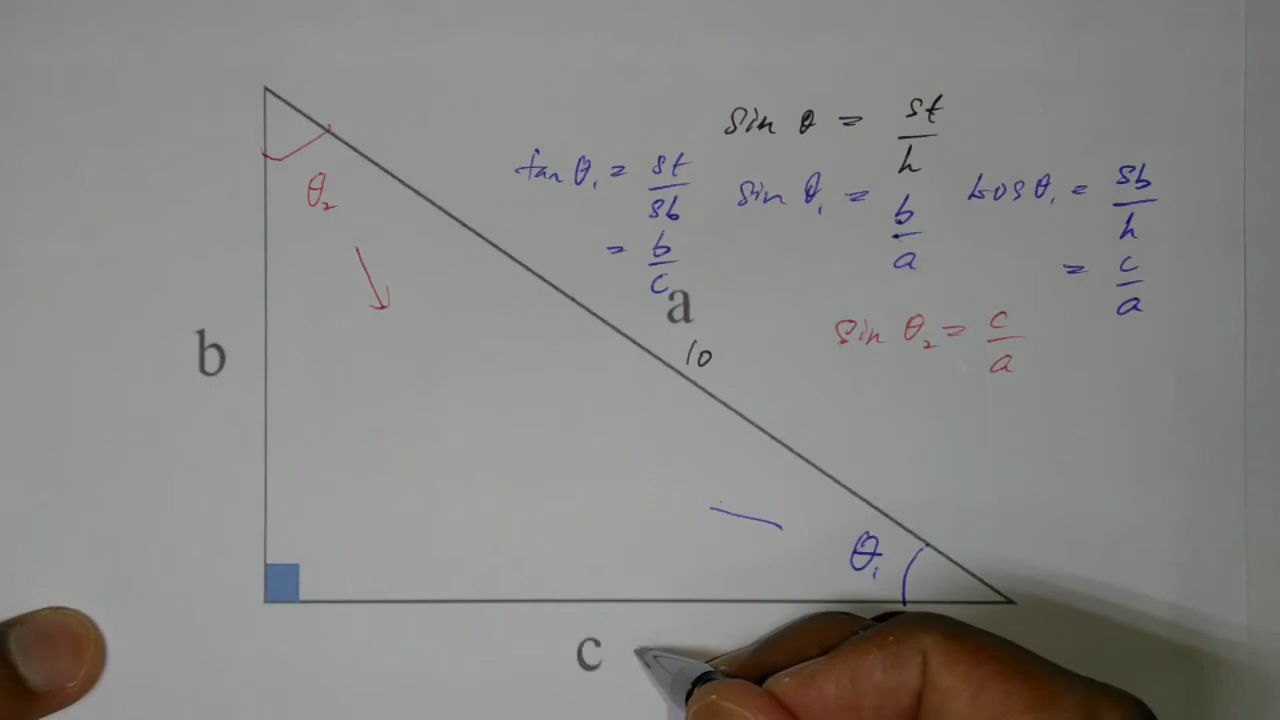 sin θ = st/h
tan θ₁ = st/sb
= b/c
sin θ₁ = b/a
cos θ₁ = sb/h
= c/a
sin θ₂ = c/a
θ₂
b
a
10
θ₁
c